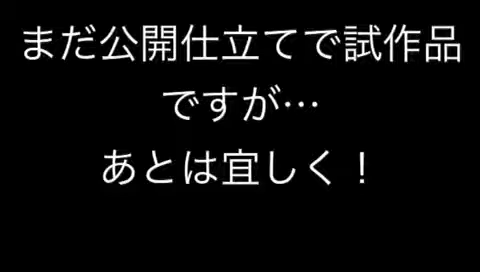 まだ公開仕立てで試作品
ですが…
あとは宜しく！